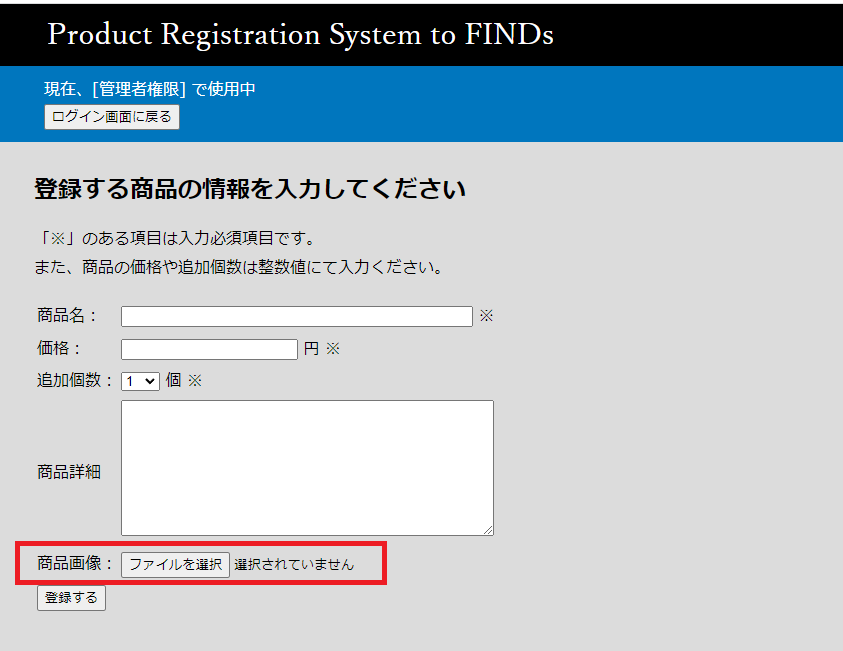 Product Registration System to FINDs
現在、[管理者権限] で使用中
ログイン画面に戻る
登録する商品の情報を入力してください
「※」のある項目は入力必須項目です。
また、商品の価格や追加個数は整数値にて入力ください。
商品名： ※
価格： 円 ※
追加個数： 1 個 ※
商品詳細
商品画像： ファイルを選択 選択されていません
登録する